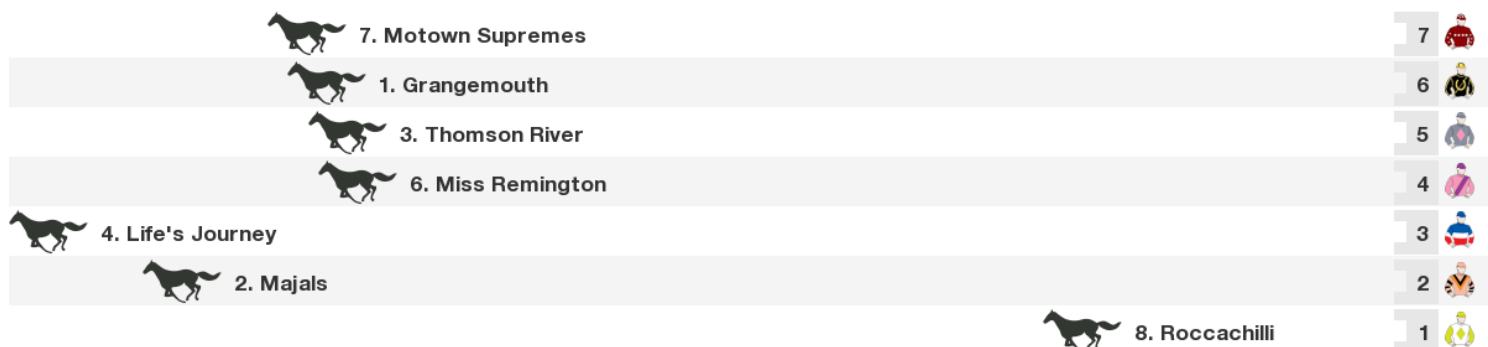 7. Motown Supremes 7
1. Grangemouth 6
3. Thomson River 5
6. Miss Remington 4
4. Life's Journey 3
2. Majals 2
8. Roccachilli 1